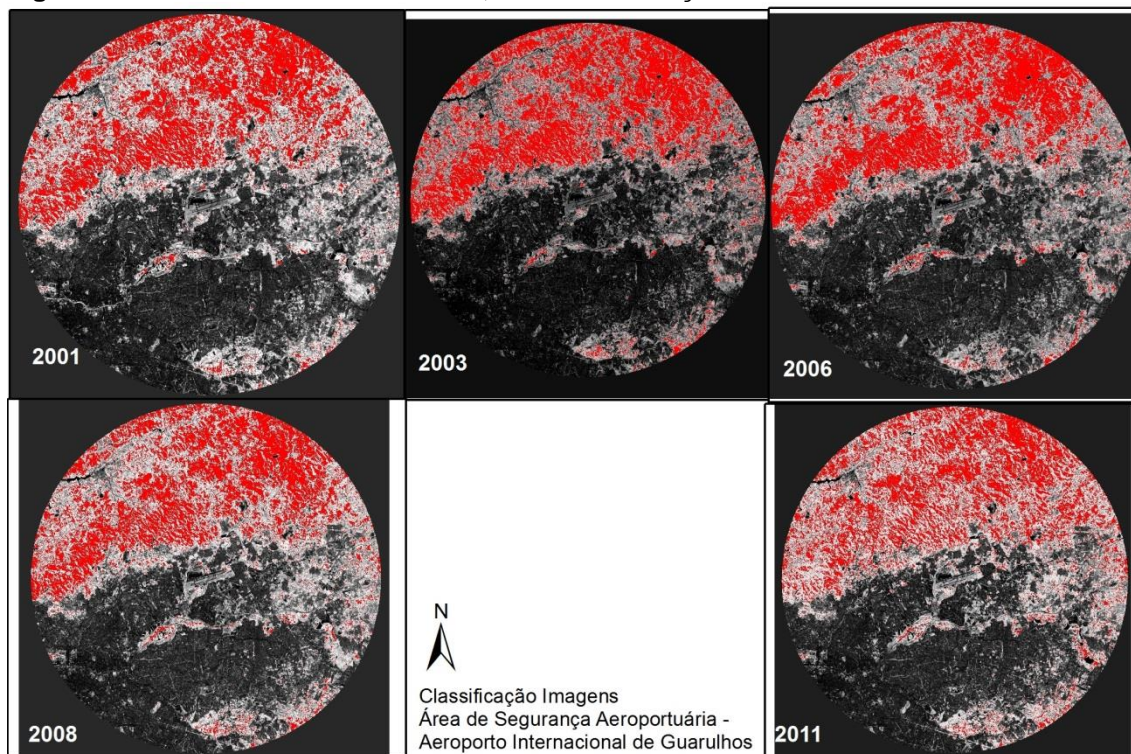 2001
2003
2006
2008
N
Classificação Imagens
Área de Segurança Aeroportuária -
Aeroporto Internacional de Guarulhos
2011